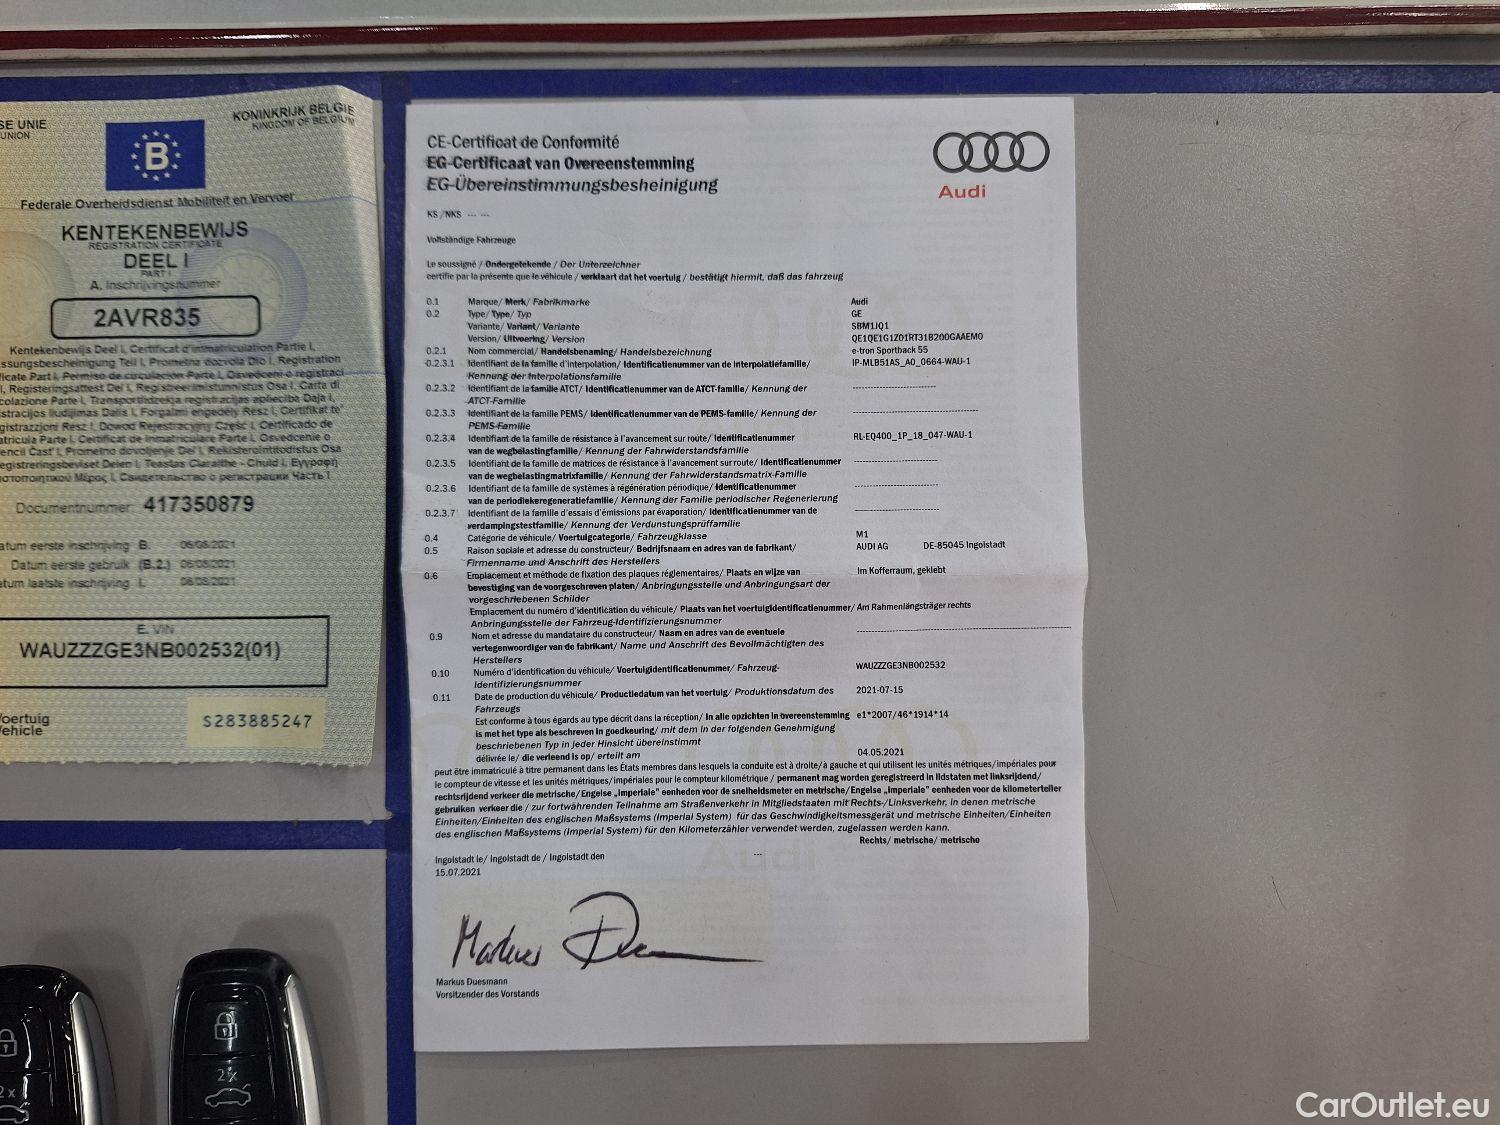 SE UNIE
UNION
KONINKRIJK BELGIE
KINGDOM OF BELGIUM
B
Federale Overheidsdienst Mobiliteit en Vervoer
KENTEKENBEWIJS
REGISTRATION CERTIFICATE
DEEL I
PART I
A. Inschrijvingsnummer
2AVR835
Kentekenbewijs Deel I, Certificat d'immatriculation Partie I,
Documentnummer: 417350879
atum eerste inschrijving B. 06/08/2021
Datum eerste gebruik (B.2.) 06/08/2021
atum laatste inschrijving I. 06/08/2021
E. VIN
WAUZZZGE3NB002532(01)
Voertuig
Vehicle
S283885247
2x
2x
CE-Certificat de Conformité
EG-Certificaat van Overeenstemming
EG-Übereinstimmungsbesheinigung
Audi
KS /NKS --- ---
Vollständige Fahrzeuge
Le soussigné / Ondergetekende / Der Unterzeichner
certifie par la présente que le véhicule / verklaart dat het voertuig / bestätigt hiermit, daß das fahrzeug
0.1 Marque/ Merk/ Fabrikmarke Audi
0.2 Type/ Type/ Typ GE
Variante/ Variant/ Variante SBM1JQ1
Version/ Uitvoering/ Version QE1QE1G1Z01RT31B200GAAEM0
0.2.1 Nom commercial/ Handelsbenaming/ Handelsbezeichnung e-tron Sportback 55
0.2.3.1 Identifiant de la famille d'interpolation/ Identificatienummer van de interpolatiefamilie/ IP-MLB51AS_A0_0664-WAU-1
Kennung der Interpolationsfamilie
0.2.3.2 Identifiant de la famille ATCT/ Identificatienummer van de ATCT-familie/ Kennung der
ATCT-Familie
0.2.3.3 Identifiant de la famille PEMS/ Identificatienummer van de PEMS-familie/ Kennung der
PEMS-Familie
0.2.3.4 Identifiant de la famille de résistance à l'avancement sur route/ Identificatienummer RL-EQ400_1P_18_047-WAU-1
van de wegbelastingfamilie/ Kennung der Fahrwiderstandsfamilie
0.2.3.5 Identifiant de la famille de matrices de résistance à l'avancement sur route/ Identificatienummer
van de wegbelastingmatrixfamilie/ Kennung der Fahrwiderstandsmatrix-Familie
0.2.3.6 Identifiant de la famille de systèmes à régénération périodique/ Identificatienummer
van de periodiekeregeneratiefamilie/ Kennung der Familie periodischer Regenerierung
0.2.3.7 Identifiant de la famille d'essais d'émissions par évaporation/ Identificatienummer van de
verdampingstestfamilie/ Kennung der Verdunstungsprüffamilie
0.4 Catégorie de véhicule/ Voertuigcategorie/ Fahrzeugklasse M1
0.5 Raison sociale et adresse du constructeur/ Bedrijfsnaam en adres van de fabrikant/ AUDI AG DE-85045 Ingolstadt
Firmenname und Anschrift des Herstellers
0.6 Emplacement et méthode de fixation des plaques réglementaires/ Plaats en wijze van Im Kofferraum, geklebt
bevestiging van de voorgeschreven platen/ Anbringungsstelle und Anbringungsart der
vorgeschriebenen Schilder
Emplacement du numéro d'identification du véhicule/ Plaats van het voertuigidentificatienummer/ Am Rahmenlängsträger rechts
Anbringungsstelle der Fahrzeug-Identifizierungsnummer
0.9 Nom et adresse du mandataire du constructeur/ Naam en adres van de eventuele
vertegenwoordiger van de fabrikant/ Name und Anschrift des Bevollmächtigten des
Herstellers
0.10 Numéro d'identification du véhicule/ Voertuigidentificatienummer/ Fahrzeug- WAUZZZGE3NB002532
Identifizierungsnummer
0.11 Date de production du véhicule/ Productiedatum van het voertuig/ Produktionsdatum des 2021-07-15
Fahrzeugs
Est conforme à tous égards au type décrit dans la réception/ In alle opzichten in overeenstemming e1*2007/46*1914*14
is met het type als beschreven in goedkeuring/ mit dem in der folgenden Genehmigung
beschriebenen Typ in jeder Hinsicht übereinstimmt
délivrée le/ die verleend is op/ erteilt am 04.05.2021
peut être immatriculé à titre permanent dans les États membres dans lesquels la conduite est à droite/à gauche et qui utilisent les unités métriques/impériales pour
le compteur de vitesse et les unités métriques/impériales pour le compteur kilométrique / permanent mag worden geregistreerd in lidstaten met linksrijdend/
rechtsrijdend verkeer die metrische/Engelse „Imperiale" eenheden voor de snelheidsmeter en metrische/Engelse „Imperiale" eenheden voor de kilometerteller
gebruiken verkeer die / zur fortwährenden Teilnahme am Straßenverkehr in Mitgliedstaaten mit Rechts-/Linksverkehr, in denen metrische
Einheiten/Einheiten des englischen Maßsystems (Imperial System) für das Geschwindigkeitsmessgerät und metrische Einheiten/Einheiten
des englischen Maßsystems (Imperial System) für den Kilometerzähler verwendet werden, zugelassen werden kann.
Rechts/ metrische/ metrische
Ingolstadt le/ Ingolstadt de / Ingolstadt den ---
15.07.2021
Markus Duesmann
Vorsitzender des Vorstands
CarOutlet.eu